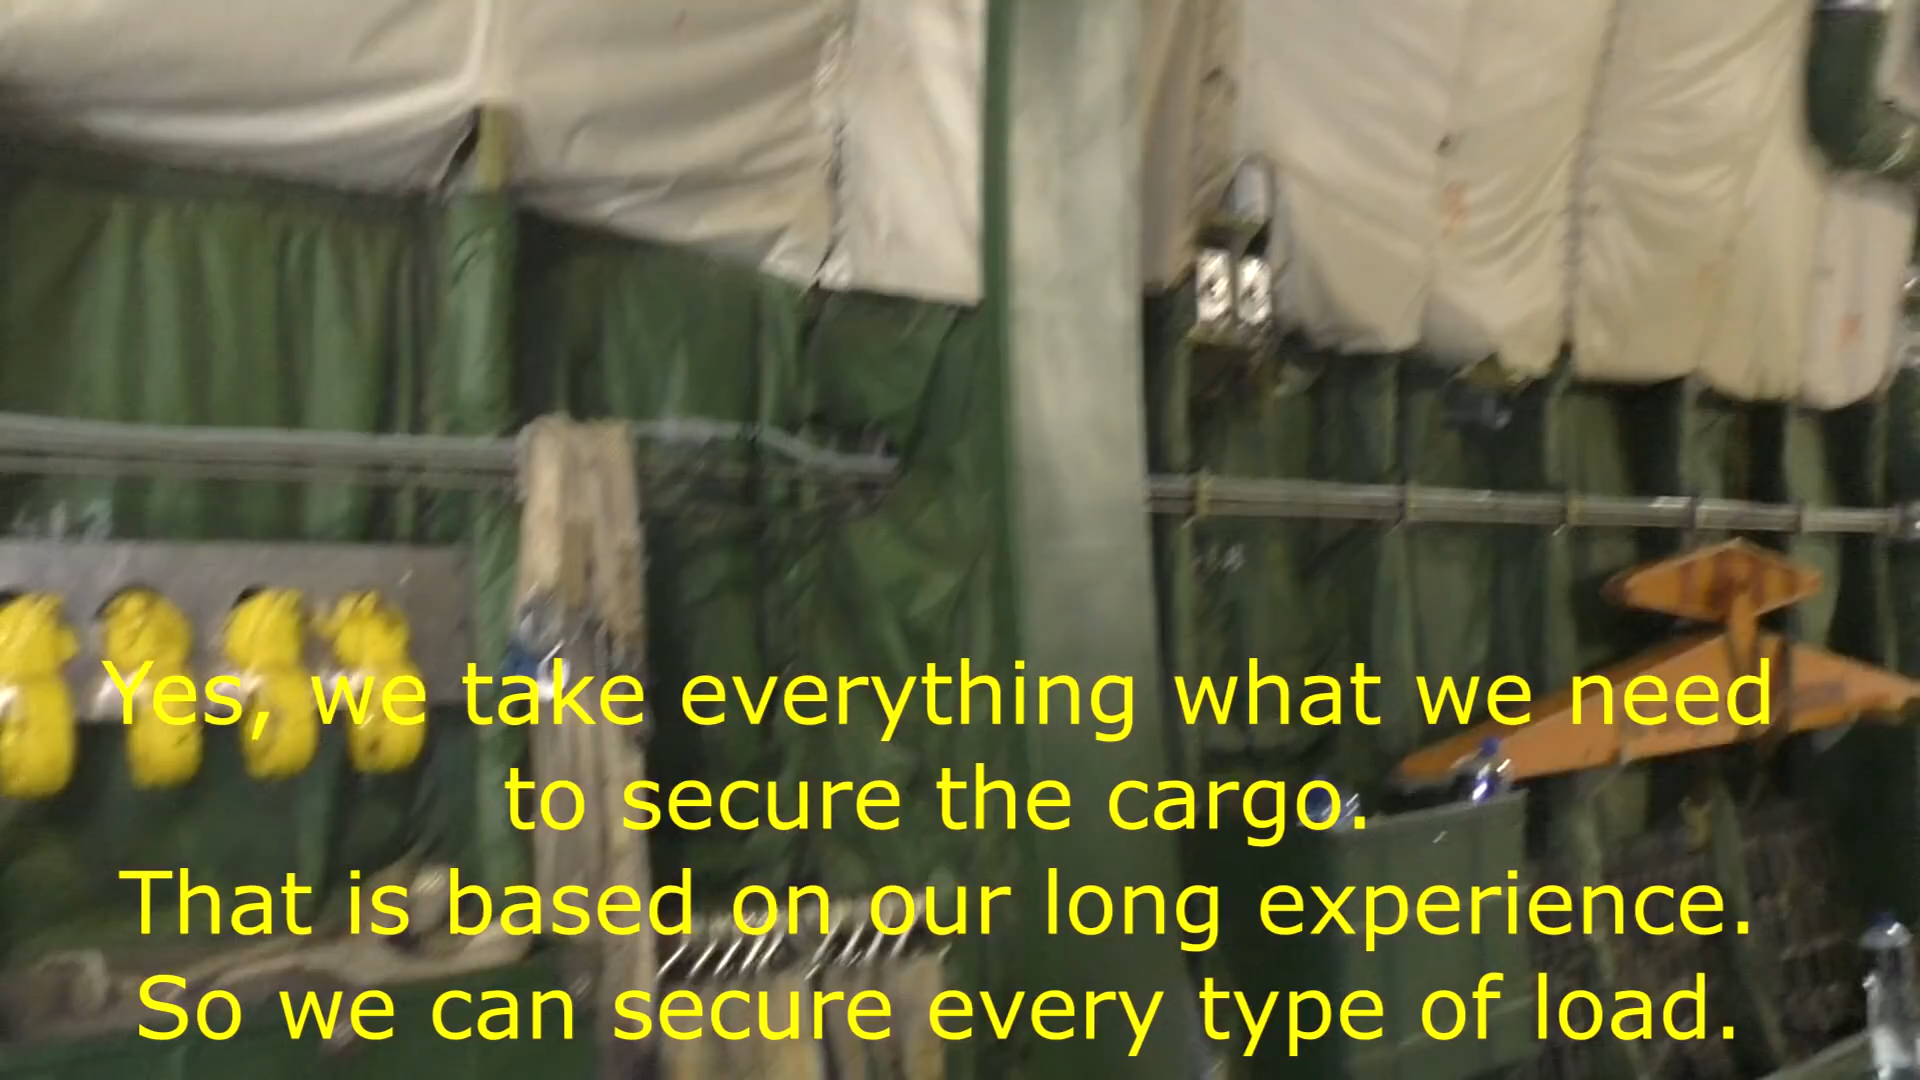 Yes, we take everything what we need
to secure the cargo.
That is based on our long experience.
So we can secure every type of load.